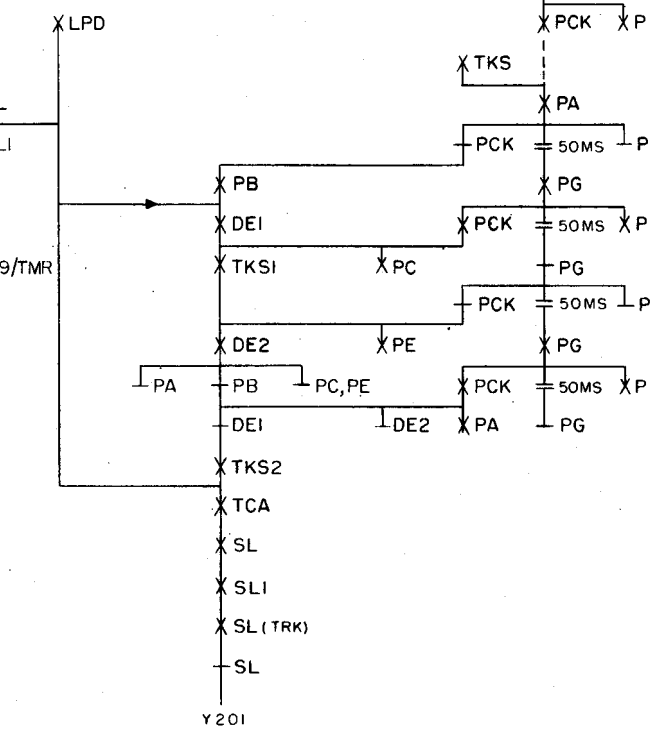 LPD
PCK
P
TKS
PA
L1
PCK
50MS
P
PB
PG
DE1
PCK
50MS
P
9/TMR
TKS1
PC
PG
PCK
50MS
P
DE2
PE
PG
PA
PB
PC, PE
PCK
50MS
P
DE1
DE2
PA
PG
TKS2
TCA
SL
SL1
SL (TRK)
SL
Y201